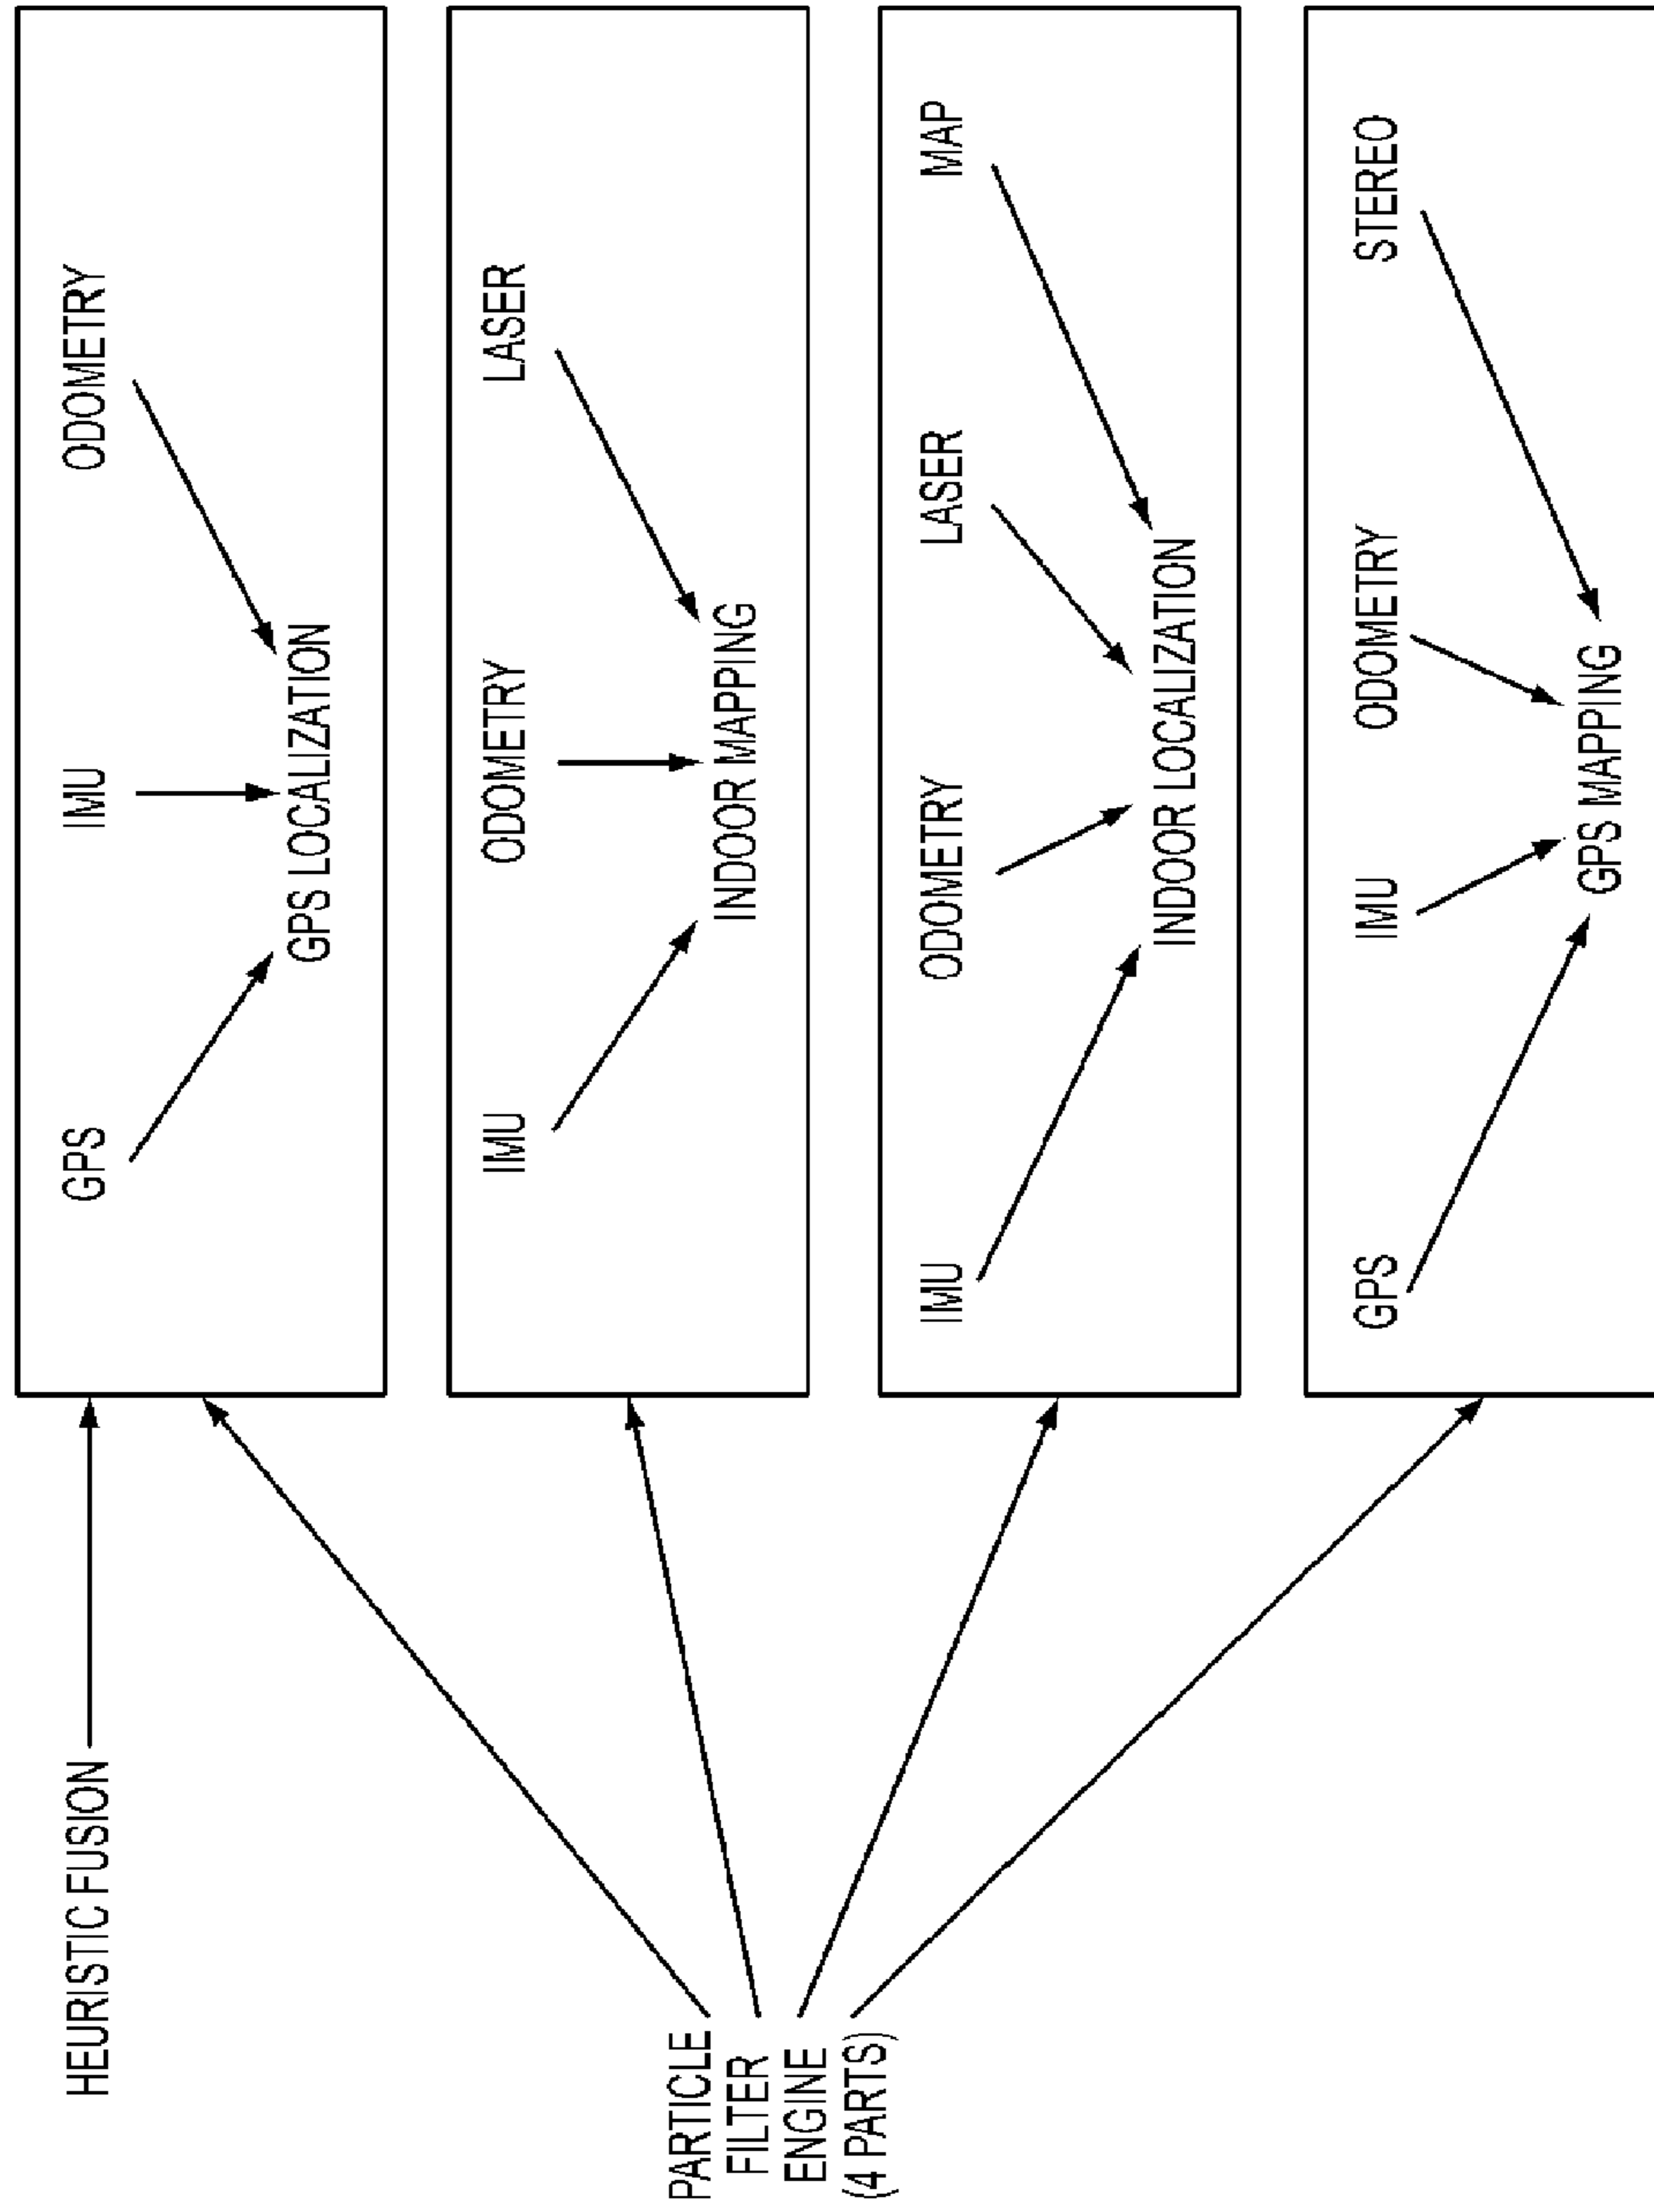 HEURISTIC FUSION
GPS
IMU
ODOMETRY
GPS LOCALIZATION
PARTICLE
FILTER
ENGINE
(4 PARTS)
IMU
ODOMETRY
LASER
INDOOR MAPPING
IMU
ODOMETRY
LASER
MAP
INDOOR LOCALIZATION
GPS
IMU
ODOMETRY
STEREO
GPS MAPPING